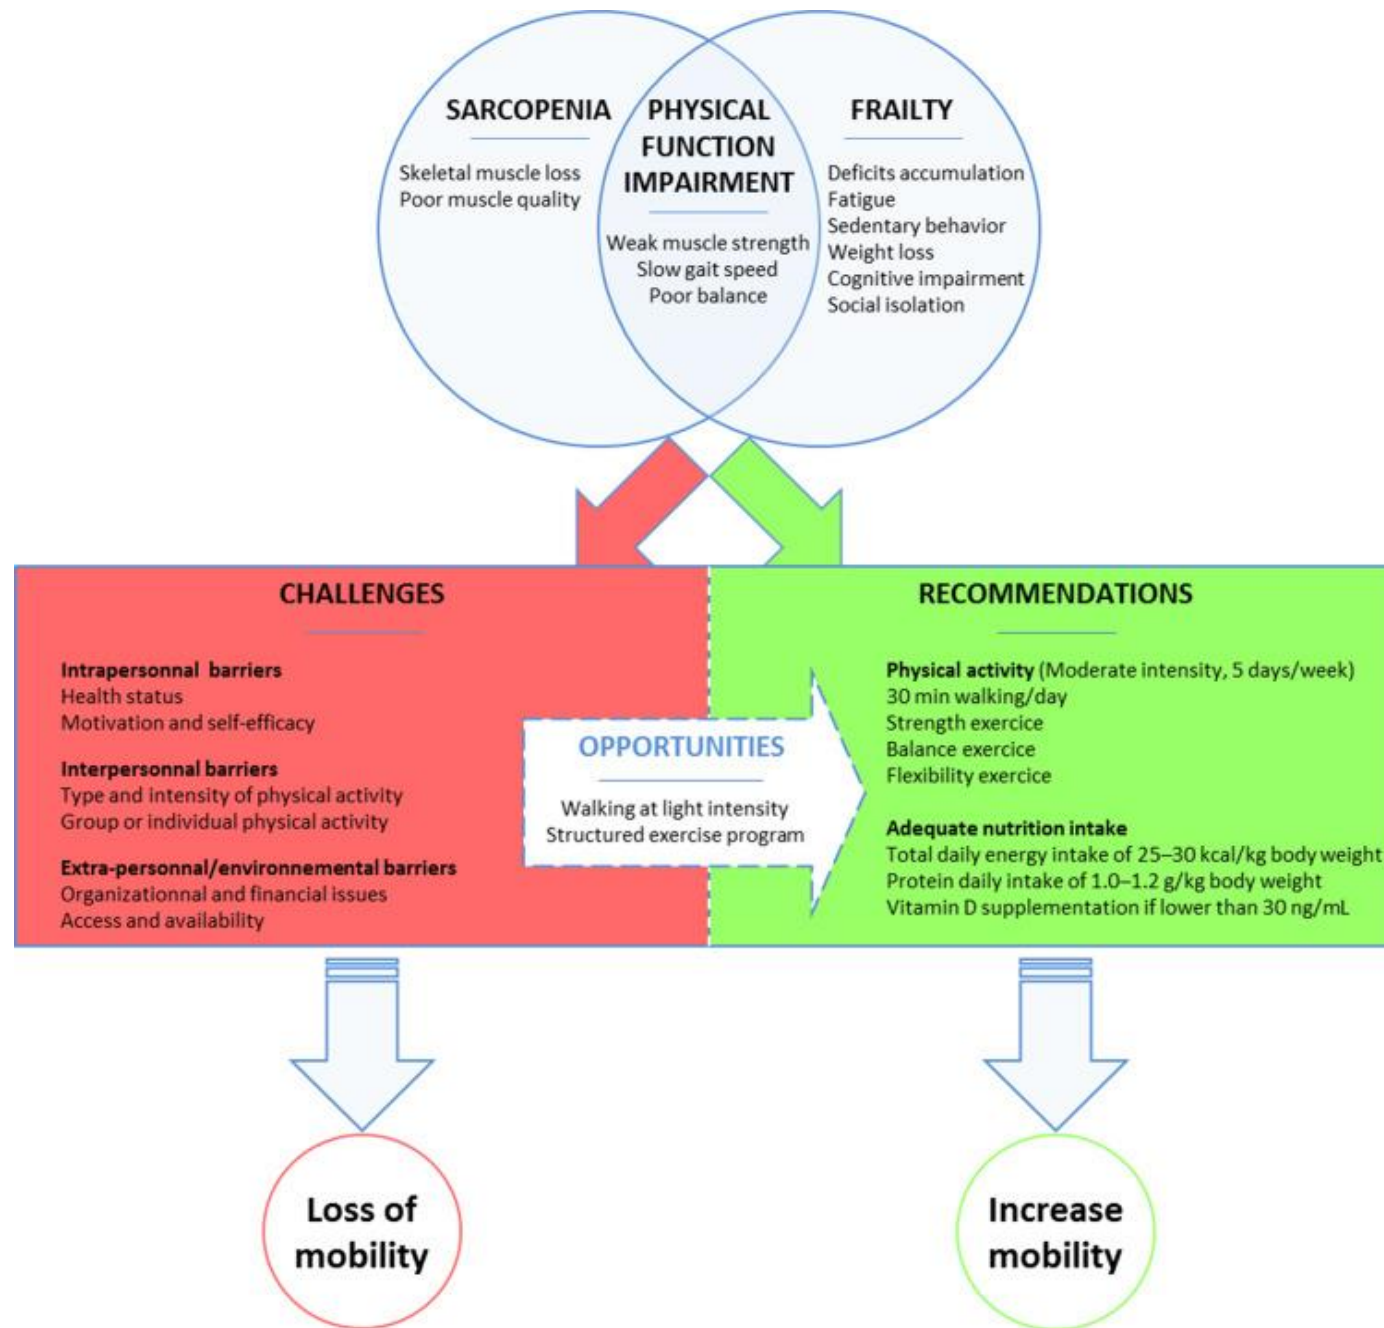 SARCOPENIA
Skeletal muscle loss
Poor muscle quality
PHYSICAL
FUNCTION
IMPAIRMENT
Weak muscle strength
Slow gait speed
Poor balance
FRAILTY
Deficits accumulation
Fatigue
Sedentary behavior
Weight loss
Cognitive impairment
Social isolation
CHALLENGES
Intrapersonnal barriers
Health status
Motivation and self-efficacy
Interpersonnal barriers
Type and intensity of physical activity
Group or individual physical activity
Extra-personnal/environnemental barriers
Organizationnal and financial issues
Access and availability
OPPORTUNITIES
Walking at light intensity
Structured exercise program
RECOMMENDATIONS
Physical activity (Moderate intensity, 5 days/week)
30 min walking/day
Strength exercice
Balance exercice
Flexibility exercice
Adequate nutrition intake
Total daily energy intake of 25–30 kcal/kg body weight
Protein daily intake of 1.0–1.2 g/kg body weight
Vitamin D supplementation if lower than 30 ng/mL
Loss of
mobility
Increase
mobility